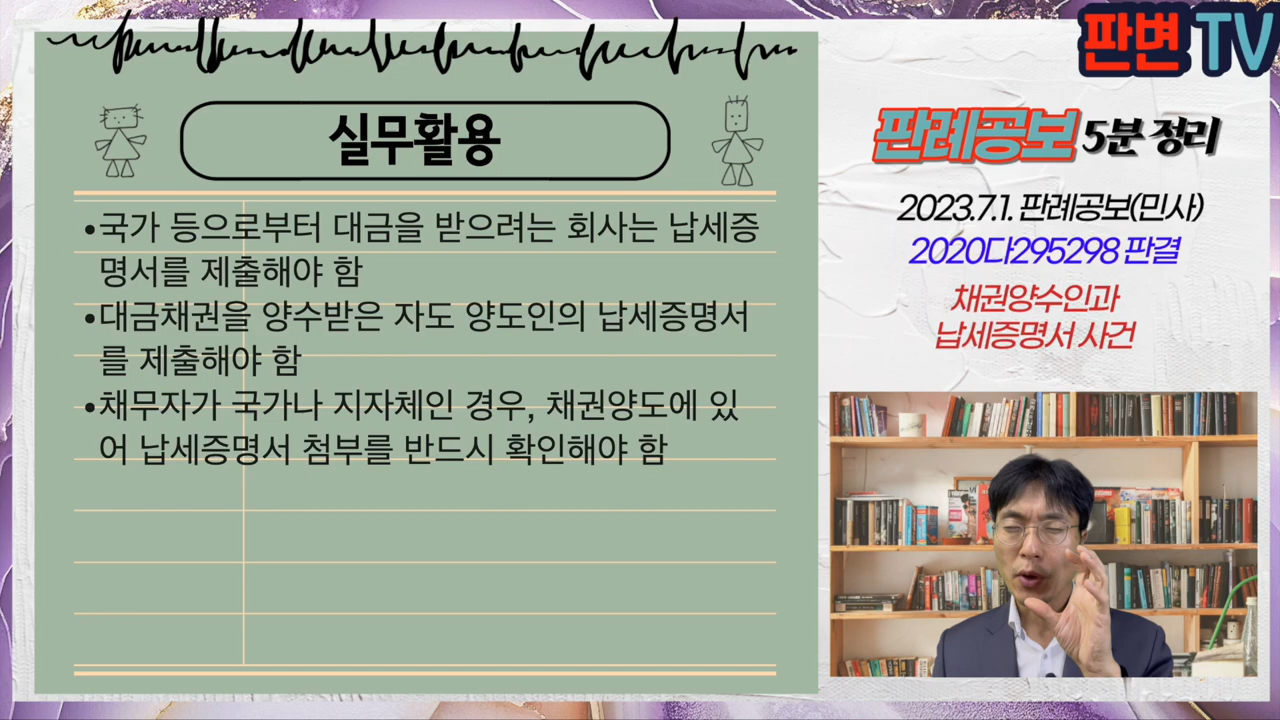 판변 TV
실무활용
•국가 등으로부터 대금을 받으려는 회사는 납세증
명서를 제출해야 함
•대금채권을 양수받은 자도 양도인의 납세증명서
를 제출해야 함
•채무자가 국가나 지자체인 경우, 채권양도에 있
어 납세증명서 첨부를 반드시 확인해야 함
판례공보 5분 정리
2023.7.1. 판례공보(민사)
2020다295298 판결
채권양수인과
납세증명서 사건